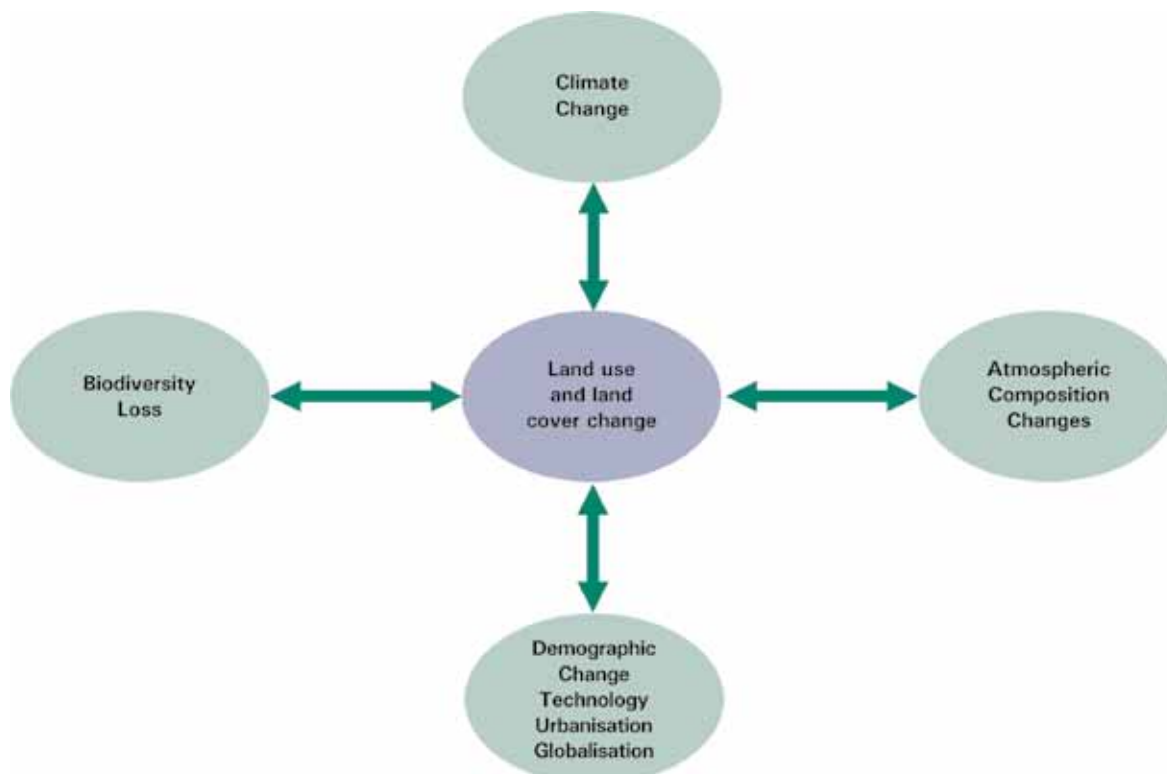 Climate
Change
Biodiversity
Loss
Land use
and land
cover change
Atmospheric
Composition
Changes
Demographic
Change
Technology
Urbanisation
Globalisation